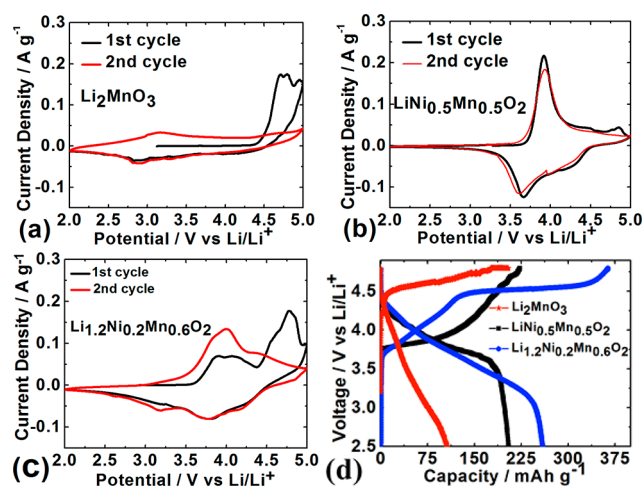 0.3
0.2
0.1
0.0
-0.1
Current Density / A g⁻¹
1st cycle
2nd cycle
Li₂MnO₃
(a)
2.0 2.5 3.0 3.5 4.0 4.5 5.0
Potential / V vs Li/Li⁺
0.3
0.2
0.1
0.0
-0.1
Current Density / A g⁻¹
1st cycle
2nd cycle
LiNi₀.₅Mn₀.₅O₂
(b)
2.0 2.5 3.0 3.5 4.0 4.5 5.0
Potential / V vs Li/Li⁺
0.3
0.2
0.1
0.0
-0.1
Current Density / A g⁻¹
1st cycle
2nd cycle
Li₁.₂Ni₀.₂Mn₀.₆O₂
(c)
2.0 2.5 3.0 3.5 4.0 4.5 5.0
Potential / V vs Li/Li⁺
4.5
4.0
3.5
3.0
2.5
Voltage / V vs Li/Li⁺
Li₂MnO₃
LiNi₀.₅Mn₀.₅O₂
Li₁.₂Ni₀.₂Mn₀.₆O₂
(d)
0 75 150 225 300 375
Capacity / mAh g⁻¹